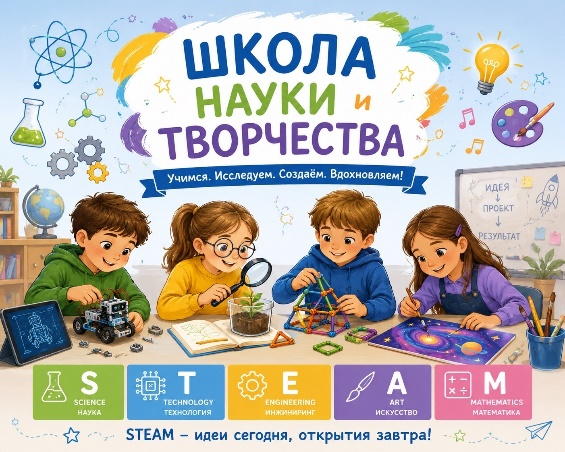 ШКОЛА
НАУКИ и
ТВОРЧЕСТВА
Учимся. Исследуем. Создаём. Вдохновляем!
ИДЕЯ
ПРОЕКТ
РЕЗУЛЬТАТ
S
SCIENCE
НАУКА
T
TECHNOLOGY
ТЕХНОЛОГИЯ
E
ENGINEERING
ИНЖИНИРИНГ
A
ART
ИСКУССТВО
M
MATHEMATICS
МАТЕМАТИКА
STEAM – идеи сегодня, открытия завтра!